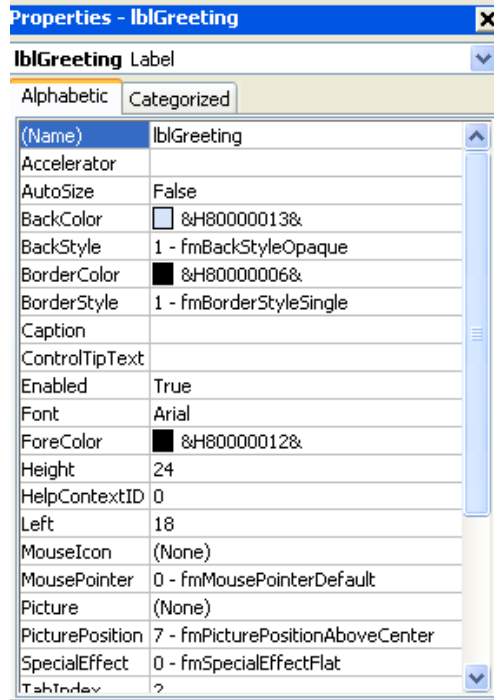 Properties - lblGreeting
lblGreeting Label
Alphabetic Categorized
(Name) lblGreeting
Accelerator
AutoSize False
BackColor &H80000013&
BackStyle 1 - fmBackStyleOpaque
BorderColor &H80000006&
BorderStyle 1 - fmBorderStyleSingle
Caption
ControlTipText
Enabled True
Font Arial
ForeColor &H80000012&
Height 24
HelpContextID 0
Left 18
MouseIcon (None)
MousePointer 0 - fmMousePointerDefault
Picture (None)
PicturePosition 7 - fmPicturePositionAboveCenter
SpecialEffect 0 - fmSpecialEffectFlat
TabIndex 2